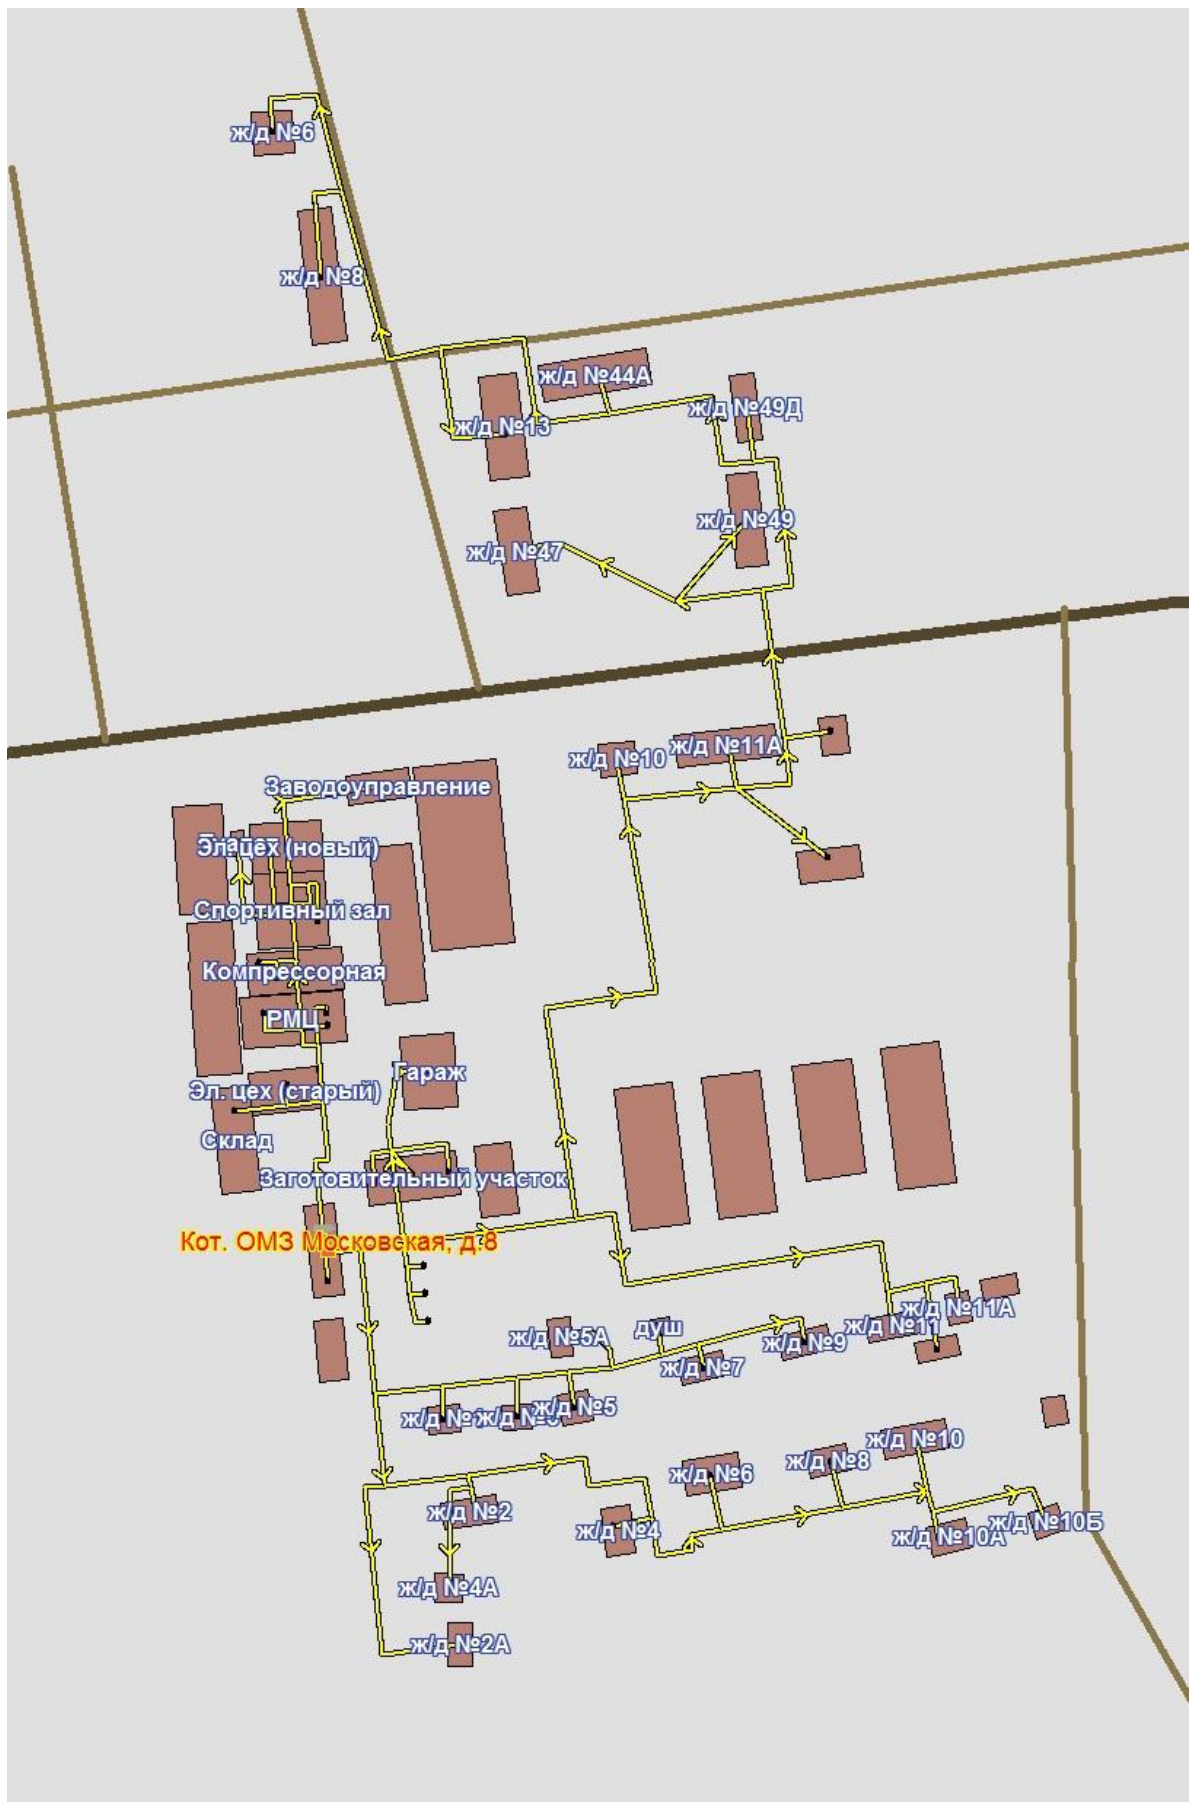 ж/д №6
ж/д №8
ж/д №44А
ж/д №49Д
ж/д №13
ж/д №49
ж/д №47
ж/д №11А
ж/д №10
Заводоуправление
Эл. цех (новый)
Спортивный зал
Компрессорная
РМЦ
Гараж
Эл. цех (старый)
Склад
Заготовительный участок
Кот. ОМЗ Московская, д.8
ж/д №11А
ж/д №11
душ
ж/д №5А
ж/д №9
ж/д №7
ж/д №5
ж/д
ж/д
ж/д №10
ж/д №8
ж/д №6
ж/д №2
ж/д №4
ж/д №10Б
ж/д №10А
ж/д №4А
ж/д №2А